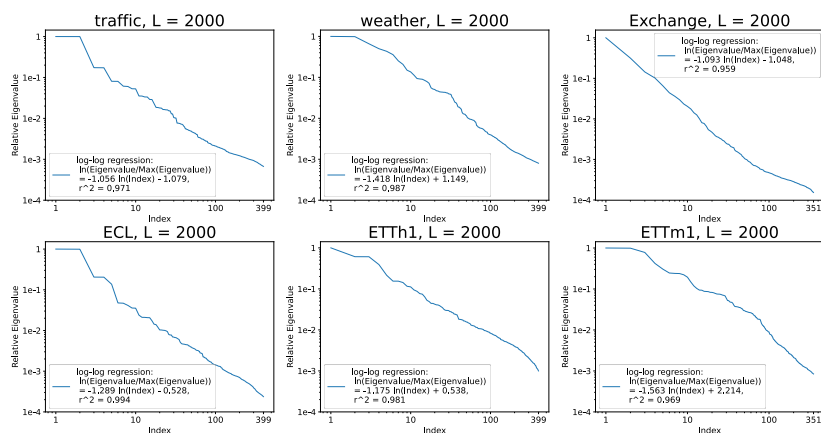 traffic, L = 2000
Relative Eigenvalue
1
1e-1
1e-2
1e-3
1e-4
log-log regression:
ln(Eigenvalue/Max(Eigenvalue))
= -1.056 ln(Index) - 1.079,
r^2 = 0.971
1
10
100
399
Index
weather, L = 2000
Relative Eigenvalue
1
1e-1
1e-2
1e-3
1e-4
log-log regression:
ln(Eigenvalue/Max(Eigenvalue))
= -1.418 ln(Index) + 1.149,
r^2 = 0.987
1
10
100
399
Index
Exchange, L = 2000
Relative Eigenvalue
1
1e-1
1e-2
1e-3
1e-4
log-log regression:
ln(Eigenvalue/Max(Eigenvalue))
= -1.093 ln(Index) - 1.048,
r^2 = 0.959
1
10
100
351
Index
ECL, L = 2000
Relative Eigenvalue
1
1e-1
1e-2
1e-3
1e-4
log-log regression:
ln(Eigenvalue/Max(Eigenvalue))
= -1.289 ln(Index) - 0.528,
r^2 = 0.994
1
10
100
399
Index
ETTh1, L = 2000
Relative Eigenvalue
1
1e-1
1e-2
1e-3
1e-4
log-log regression:
ln(Eigenvalue/Max(Eigenvalue))
= -1.175 ln(Index) + 0.538,
r^2 = 0.981
1
10
100
399
Index
ETTm1, L = 2000
Relative Eigenvalue
1
1e-1
1e-2
1e-3
1e-4
log-log regression:
ln(Eigenvalue/Max(Eigenvalue))
= -1.563 ln(Index) + 2.214,
r^2 = 0.969
1
10
100
351
Index